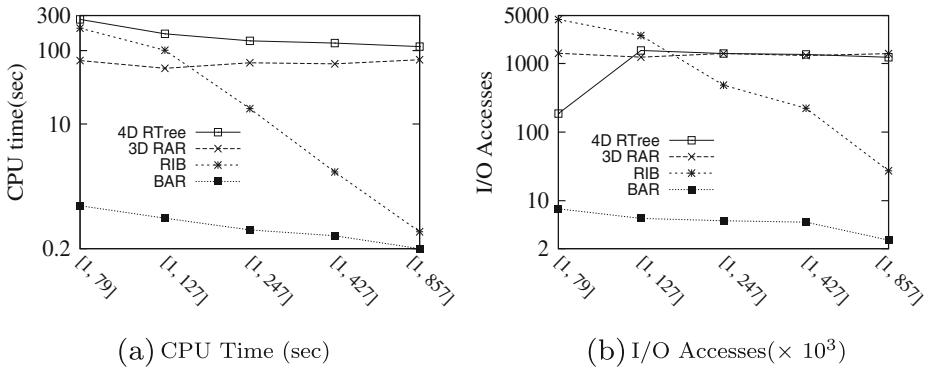 300
100
10
0.2
CPU time(sec)
4D RTree
3D RAR
RIB
BAR
[1, 79]
[1, 127]
[1, 247]
[1, 427]
[1, 857]
(a) CPU Time (sec)
5000
1000
100
10
2
I/O Accesses
4D RTree
3D RAR
RIB
BAR
[1, 79]
[1, 127]
[1, 247]
[1, 427]
[1, 857]
(b) I/O Accesses(× 10³)